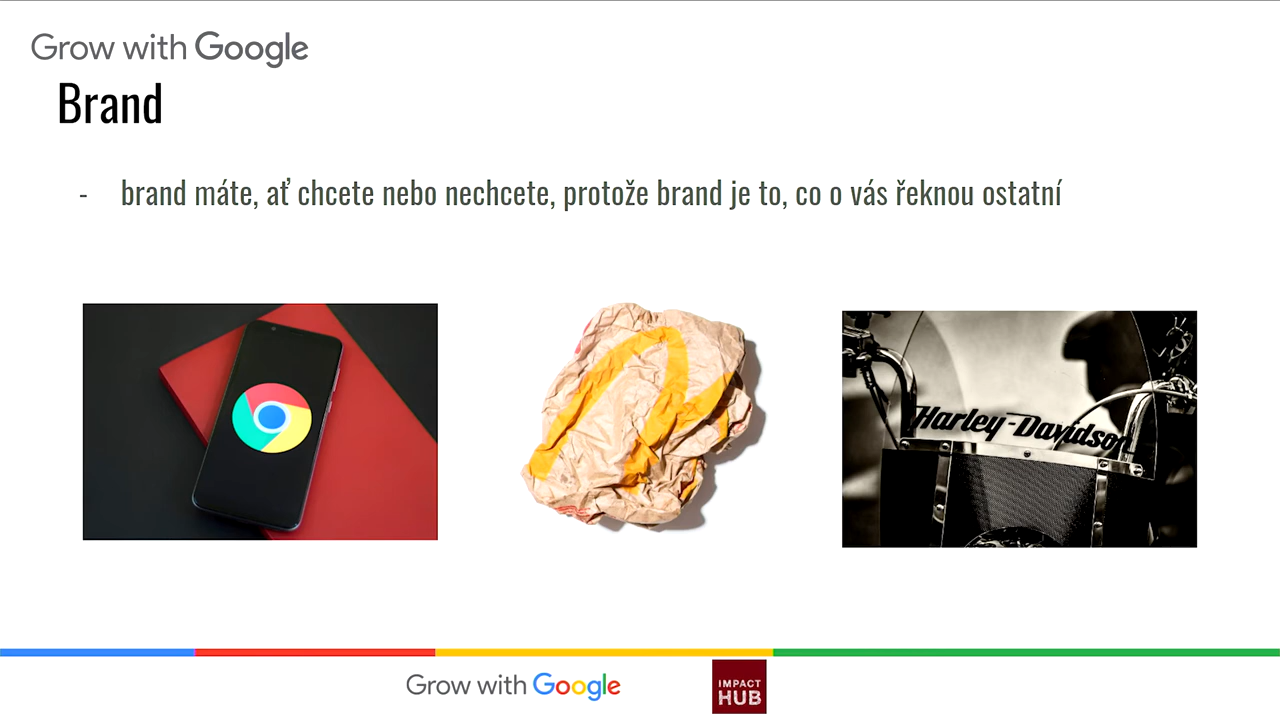 Grow with Google
Brand
- brand máte, ať chcete nebo nechcete, protože brand je to, co o vás řeknou ostatní
Harley-Davidson
Grow with Google
IMPACT
HUB